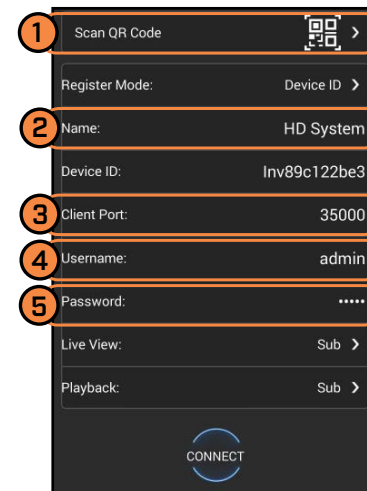 1 Scan QR Code
Register Mode: Device ID
2 Name: HD System
Device ID: lnv89c122be3
3 Client Port: 35000
4 Username: admin
5 Password: •••••
Live View: Sub
Playback: Sub
CONNECT